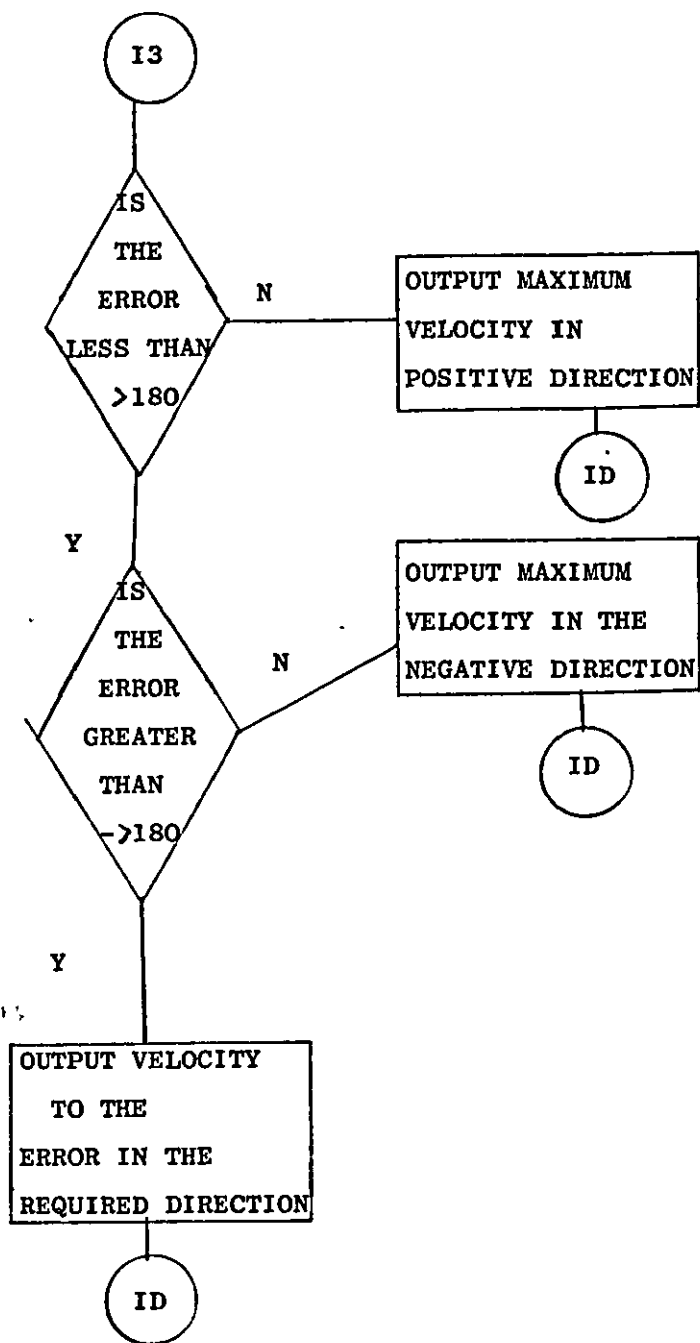 I3
IS
THE
ERROR
LESS THAN
>180
N
OUTPUT MAXIMUM
VELOCITY IN
POSITIVE DIRECTION
ID
Y
IS
THE
ERROR
GREATER
THAN
->180
N
OUTPUT MAXIMUM
VELOCITY IN THE
NEGATIVE DIRECTION
ID
Y
OUTPUT VELOCITY
TO THE
ERROR IN THE
REQUIRED DIRECTION
ID